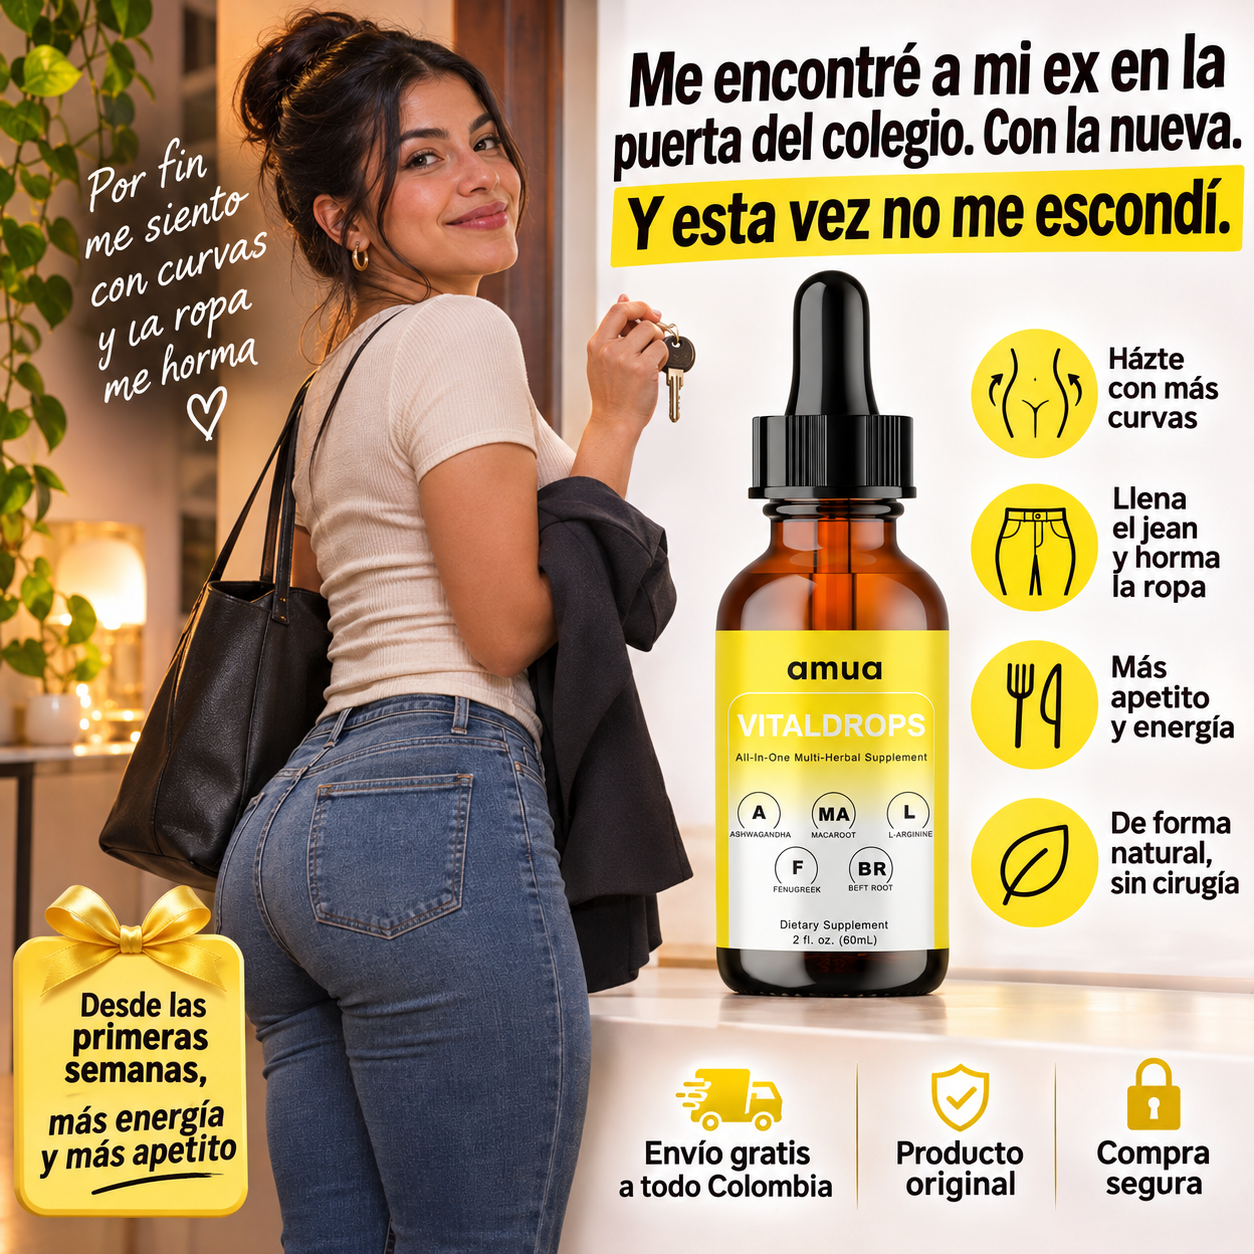 Me encontré a mi ex en la
puerta del colegio. Con la nueva.
Y esta vez no me escondí.
Por fin
me siento
con curvas
y la ropa
me horma
Házte
con más
curvas
Llena
el jean
y horma
la ropa
Más
apetito
y energía
De forma
natural,
sin cirugía
amua
VITALDROPS
All-In-One Multi-Herbal Supplement
A
MA
L
ASHWAGANDHA
MACAROOT
L-ARGININE
F
BR
FENUGREEK
BEFT ROOT
Dietary Supplement
2 fl. oz. (60mL)
Desde las
primeras
semanas,
más energía
y más apetito
Envío gratis
a todo Colombia
Producto
original
Compra
segura